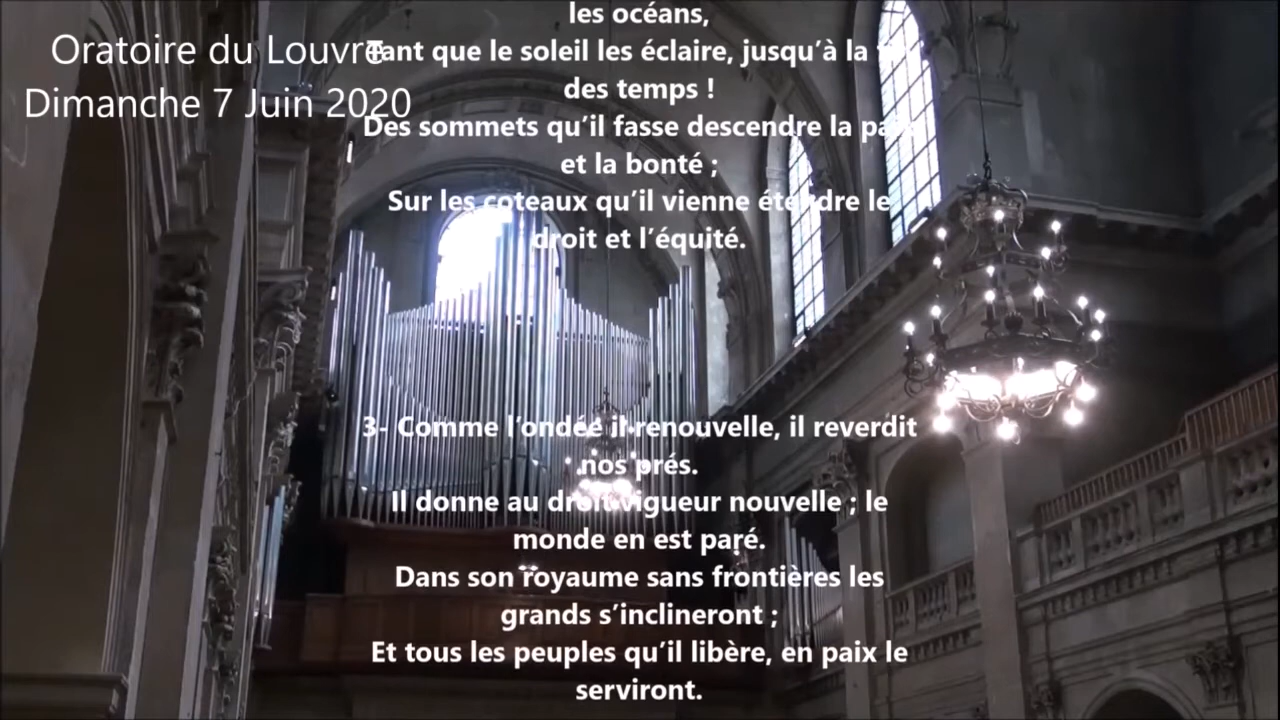 Oratoire du Louvre
Dimanche 7 Juin 2020
les océans,
Tant que le soleil les éclaire, jusqu’à la
des temps !
Des sommets qu’il fasse descendre la paix
et la bonté ;
Sur les coteaux qu’il vienne étendre le
droit et l’équité.
3- Comme l’ondée il renouvelle, il reverdit
nos prés.
Il donne au droit vigueur nouvelle ; le
monde en est paré.
Dans son royaume sans frontières les
grands s’inclineront ;
Et tous les peuples qu’il libère, en paix le
serviront.